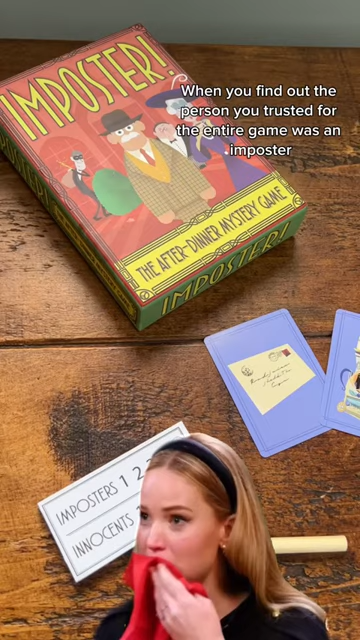 When you find out the
person you trusted for
the entire game was an
imposter
IMPOSTER!
THE AFTER-DINNER MYSTERY GAME
IMPOSTER!
IMPOSTERS 1 2
INNOCENTS